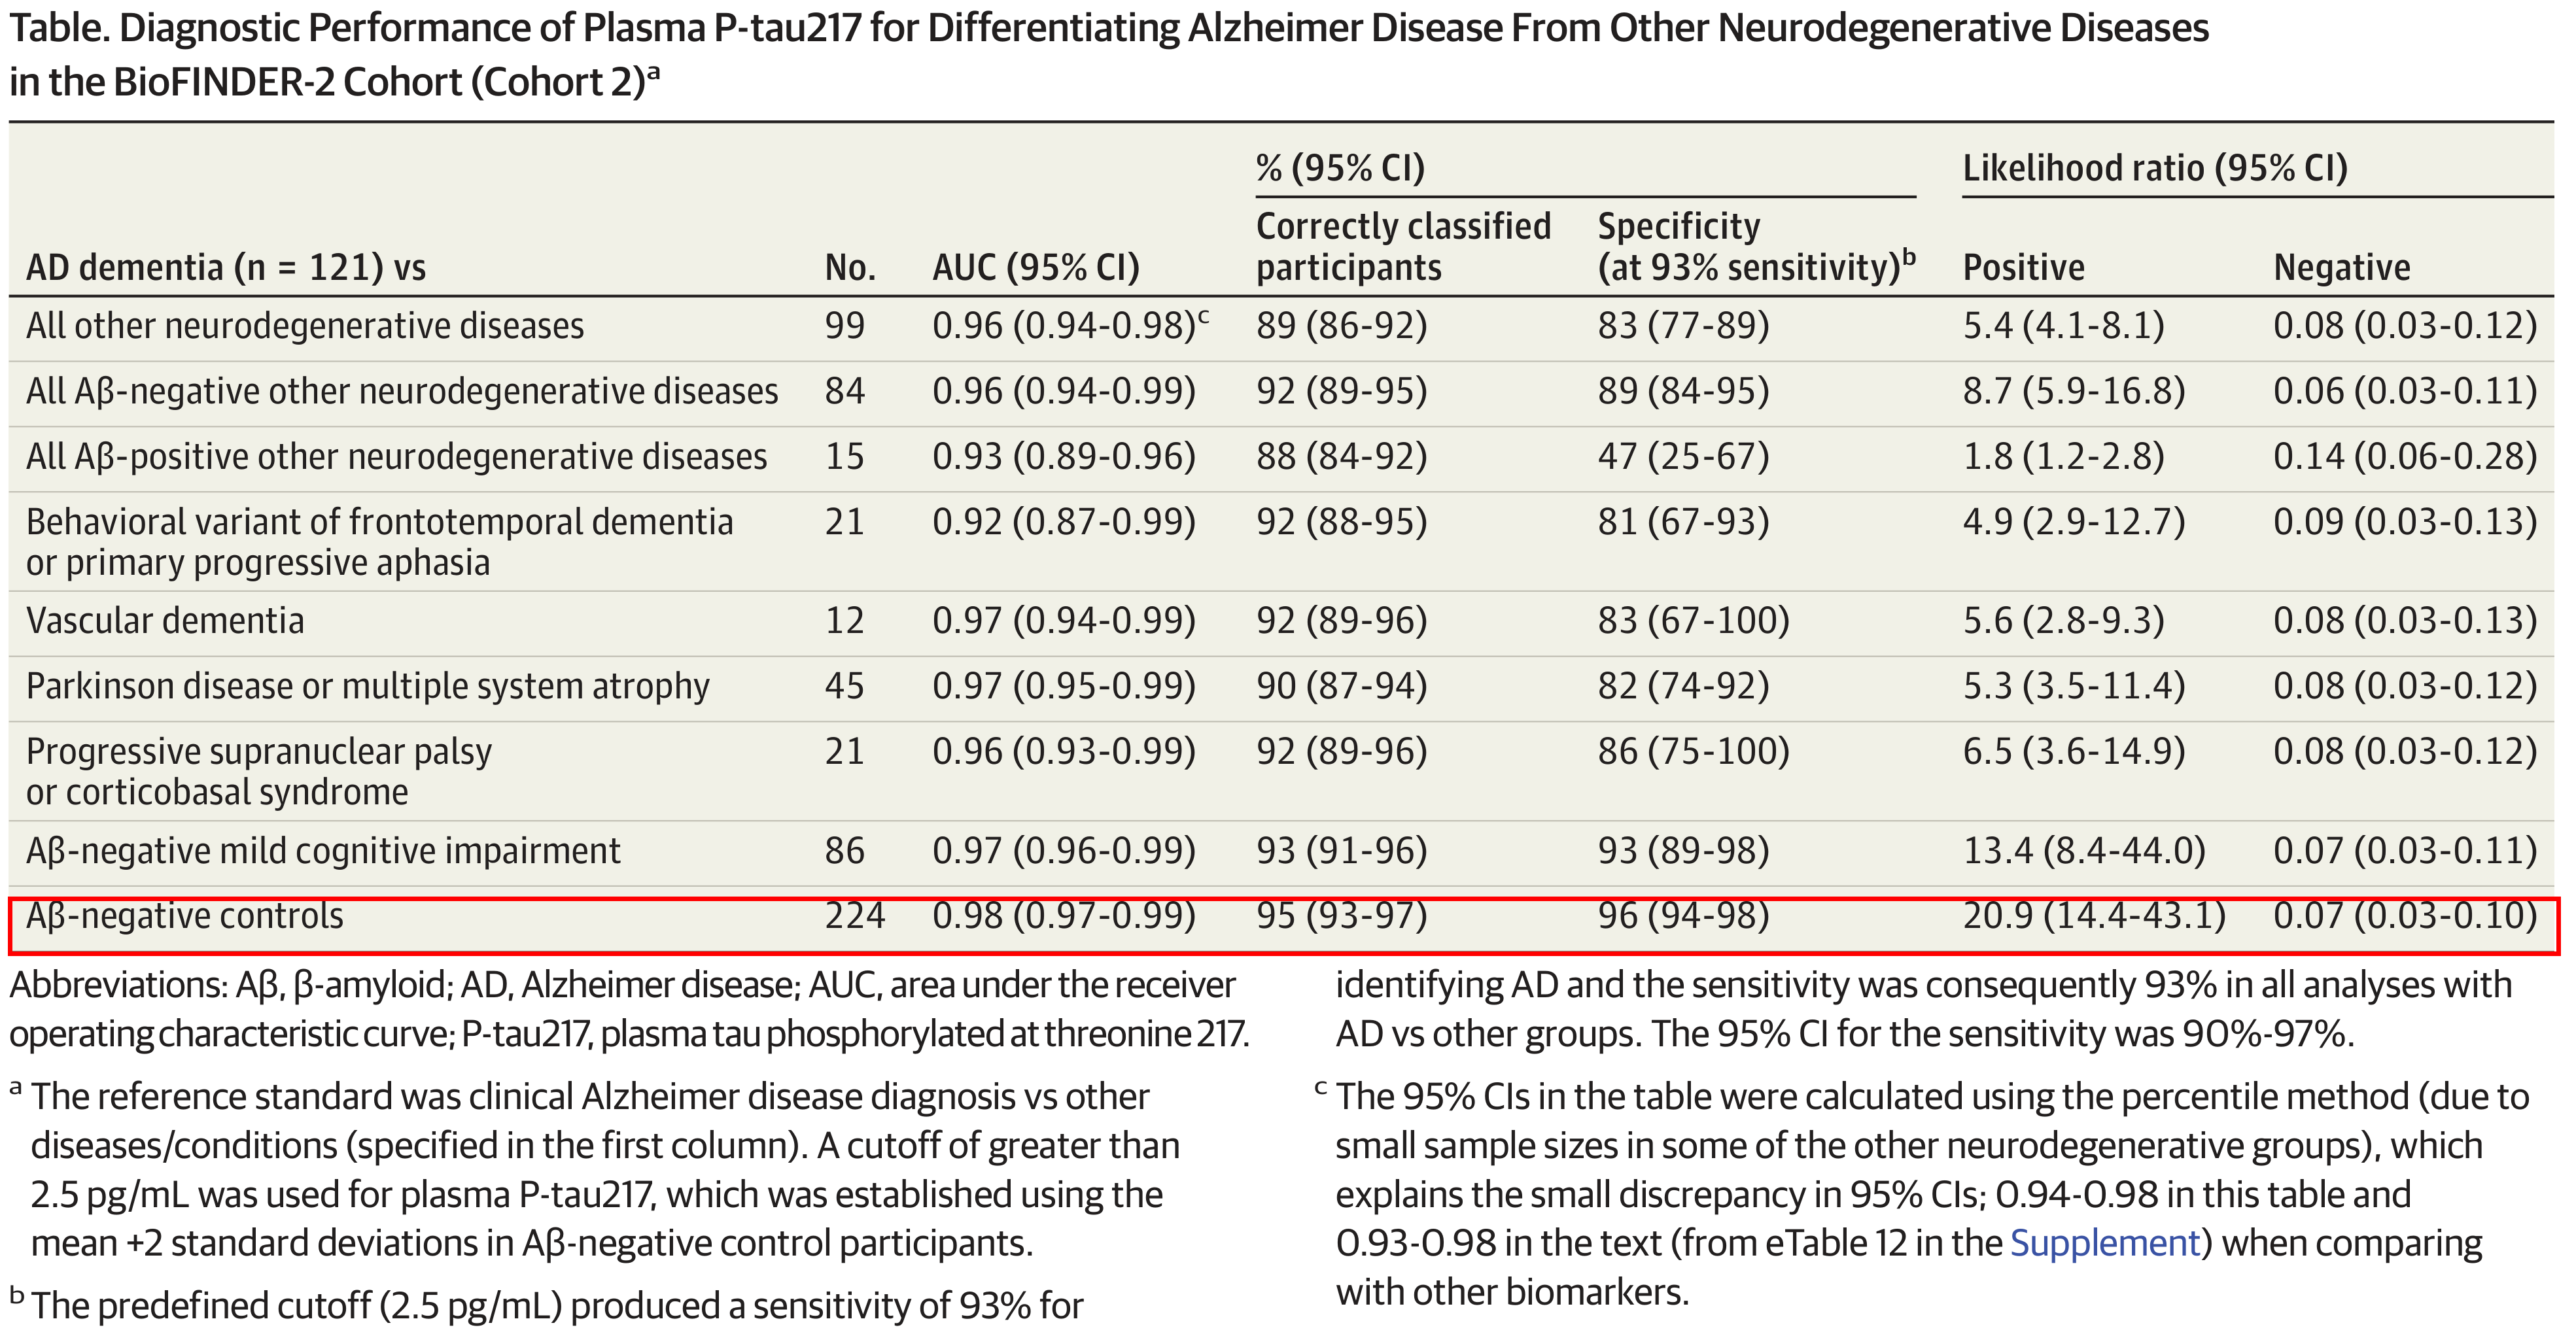 Table. Diagnostic Performance of Plasma P-tau217 for Differentiating Alzheimer Disease From Other Neurodegenerative Diseases
in the BioFINDER-2 Cohort (Cohort 2)ᵃ
% (95% CI) Likelihood ratio (95% CI)
AD dementia (n = 121) vs No. AUC (95% CI) Correctly classified participants Specificity (at 93% sensitivity)ᵇ Positive Negative
All other neurodegenerative diseases 99 0.96 (0.94-0.98)ᶜ 89 (86-92) 83 (77-89) 5.4 (4.1-8.1) 0.08 (0.03-0.12)
All Aβ-negative other neurodegenerative diseases 84 0.96 (0.94-0.99) 92 (89-95) 89 (84-95) 8.7 (5.9-16.8) 0.06 (0.03-0.11)
All Aβ-positive other neurodegenerative diseases 15 0.93 (0.89-0.96) 88 (84-92) 47 (25-67) 1.8 (1.2-2.8) 0.14 (0.06-0.28)
Behavioral variant of frontotemporal dementia 21 0.92 (0.87-0.99) 92 (88-95) 81 (67-93) 4.9 (2.9-12.7) 0.09 (0.03-0.13)
or primary progressive aphasia
Vascular dementia 12 0.97 (0.94-0.99) 92 (89-96) 83 (67-100) 5.6 (2.8-9.3) 0.08 (0.03-0.13)
Parkinson disease or multiple system atrophy 45 0.97 (0.95-0.99) 90 (87-94) 82 (74-92) 5.3 (3.5-11.4) 0.08 (0.03-0.12)
Progressive supranuclear palsy 21 0.96 (0.93-0.99) 92 (89-96) 86 (75-100) 6.5 (3.6-14.9) 0.08 (0.03-0.12)
or corticobasal syndrome
Aβ-negative mild cognitive impairment 86 0.97 (0.96-0.99) 93 (91-96) 93 (89-98) 13.4 (8.4-44.0) 0.07 (0.03-0.11)
Aβ-negative controls 224 0.98 (0.97-0.99) 95 (93-97) 96 (94-98) 20.9 (14.4-43.1) 0.07 (0.03-0.10)
Abbreviations: Aβ, β-amyloid; AD, Alzheimer disease; AUC, area under the receiver
operating characteristic curve; P-tau217, plasma tau phosphorylated at threonine 217.
ᵃ The reference standard was clinical Alzheimer disease diagnosis vs other
diseases/conditions (specified in the first column). A cutoff of greater than
2.5 pg/mL was used for plasma P-tau217, which was established using the
mean +2 standard deviations in Aβ-negative control participants.
ᵇ The predefined cutoff (2.5 pg/mL) produced a sensitivity of 93% for
identifying AD and the sensitivity was consequently 93% in all analyses with
AD vs other groups. The 95% CI for the sensitivity was 90%-97%.
ᶜ The 95% CIs in the table were calculated using the percentile method (due to
small sample sizes in some of the other neurodegenerative groups), which
explains the small discrepancy in 95% CIs; 0.94-0.98 in this table and
0.93-0.98 in the text (from eTable 12 in the Supplement) when comparing
with other biomarkers.